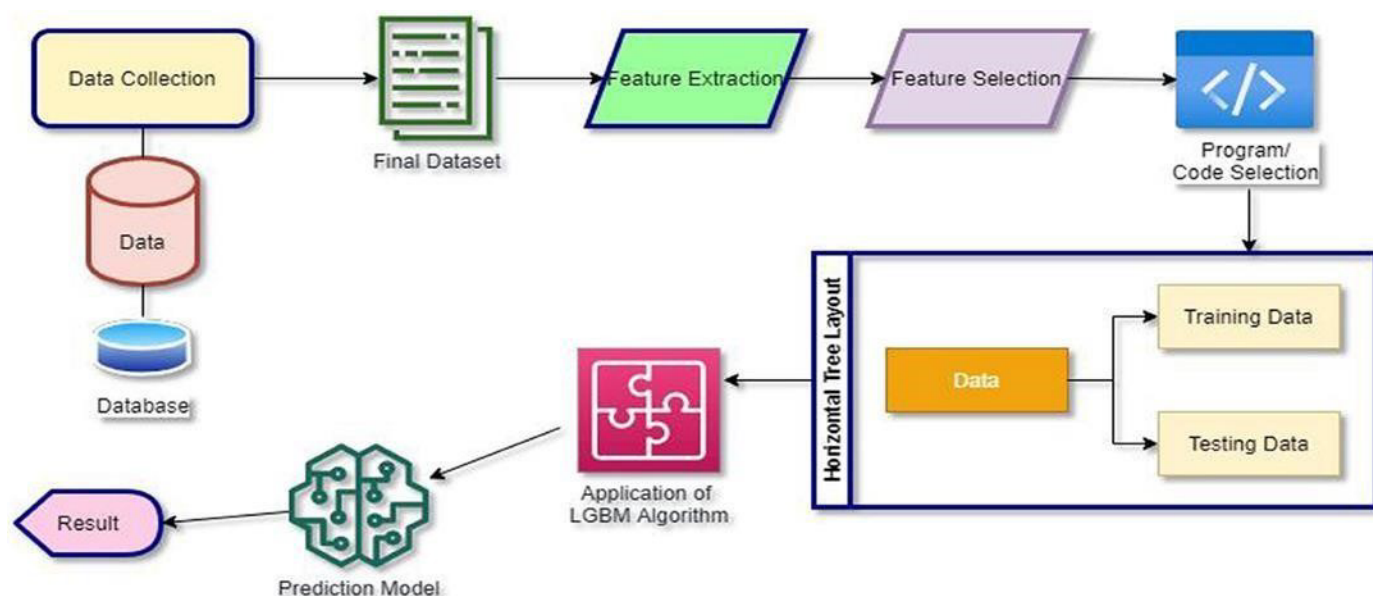 Data Collection
Final Dataset
Feature Extraction
Feature Selection
Program/
Code Selection
Data
Database
Horizontal Tree Layout
Data
Training Data
Testing Data
Application of
LGBM Algorithm
Prediction Model
Result